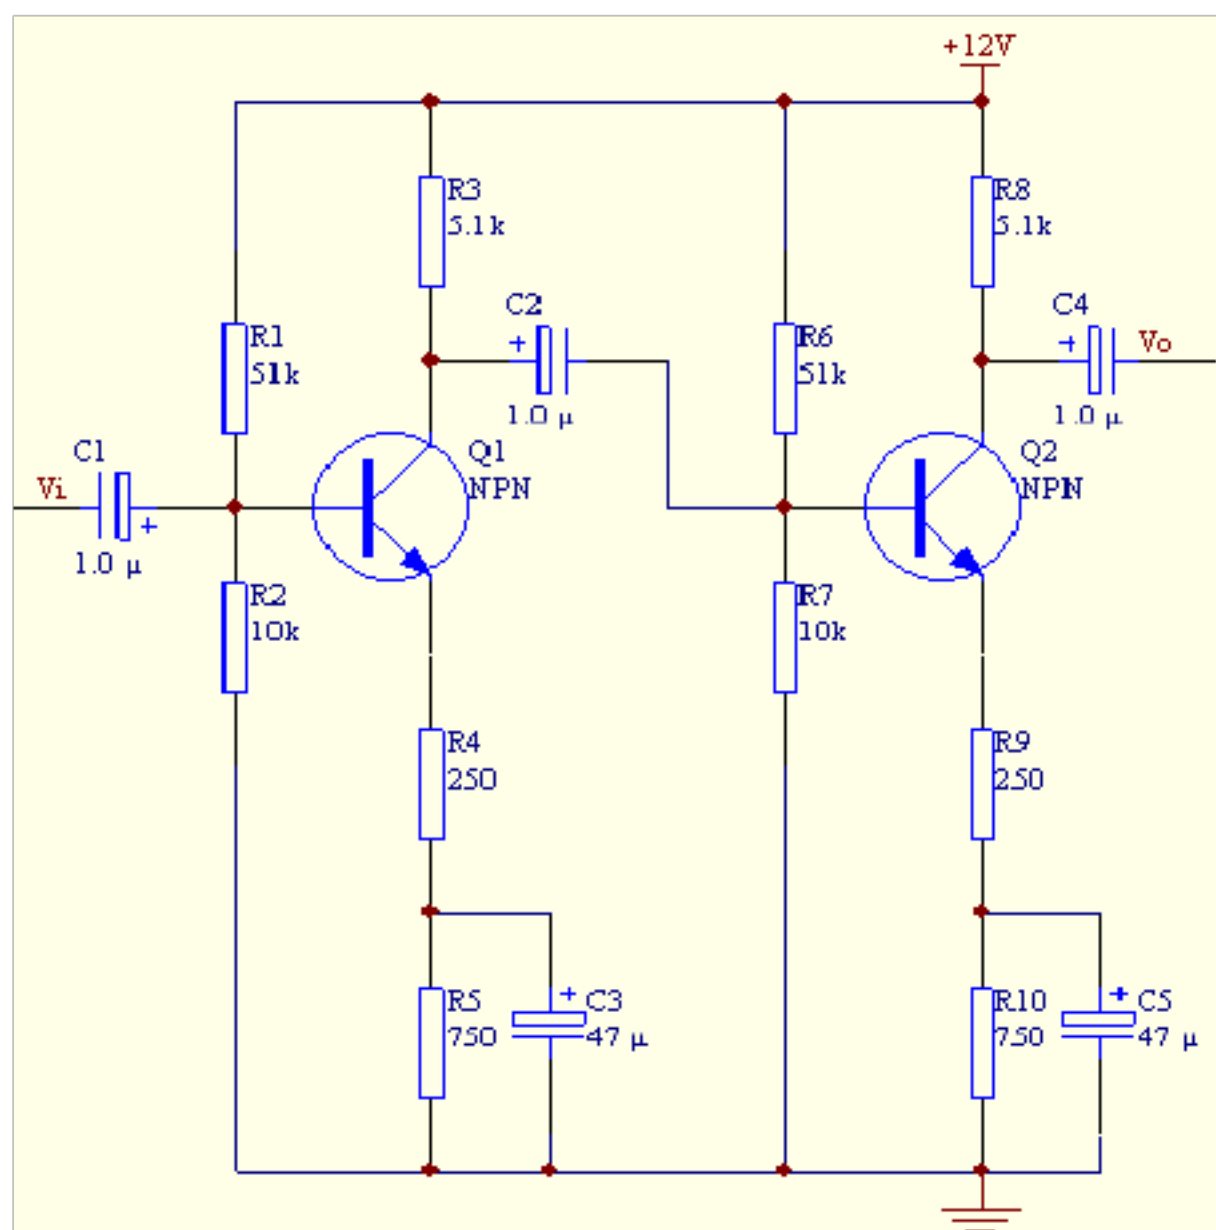 +12V
R3
5.1k
R8
5.1k
C2
+
1.0 µ
C4
+
Vo
1.0 µ
R1
51k
R6
51k
C1
Vi
+
1.0 µ
Q1
NPN
Q2
NPN
R2
10k
R7
10k
R4
250
R9
250
R5
750
+
C3
47 µ
R10
750
+
C5
47 µ